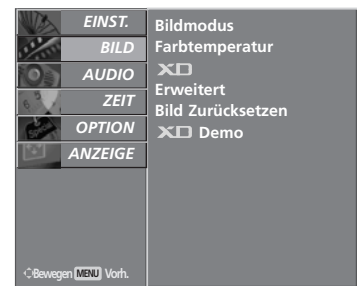 EINST.
BILD
AUDIO
ZEIT
OPTION
ANZEIGE
Bewegen MENU Vorh.
Bildmodus
Farbtemperatur
XD
Erweitert
Bild Zurücksetzen
XD Demo